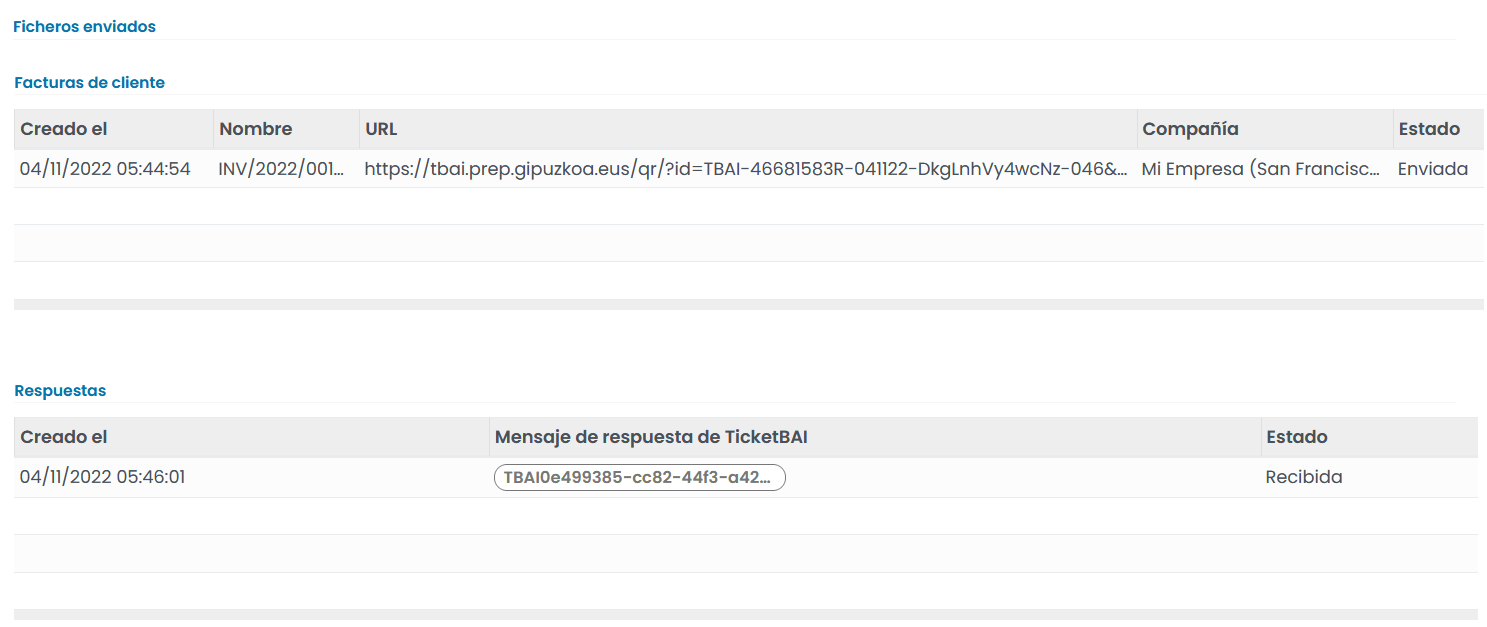 Ficheros enviados
Facturas de cliente
Creado el Nombre URL Compañía Estado
04/11/2022 05:44:54 INV/2022/001... https://tbai.prep.gipuzkoa.eus/qr/?id=TBAI-46681583R-041122-DkgLnhVy4wcNz-046&... Mi Empresa (San Francisc... Enviada
Respuestas
Creado el Mensaje de respuesta de TicketBAI Estado
04/11/2022 05:46:01 TBAI0e499385-cc82-44f3-a42... Recibida